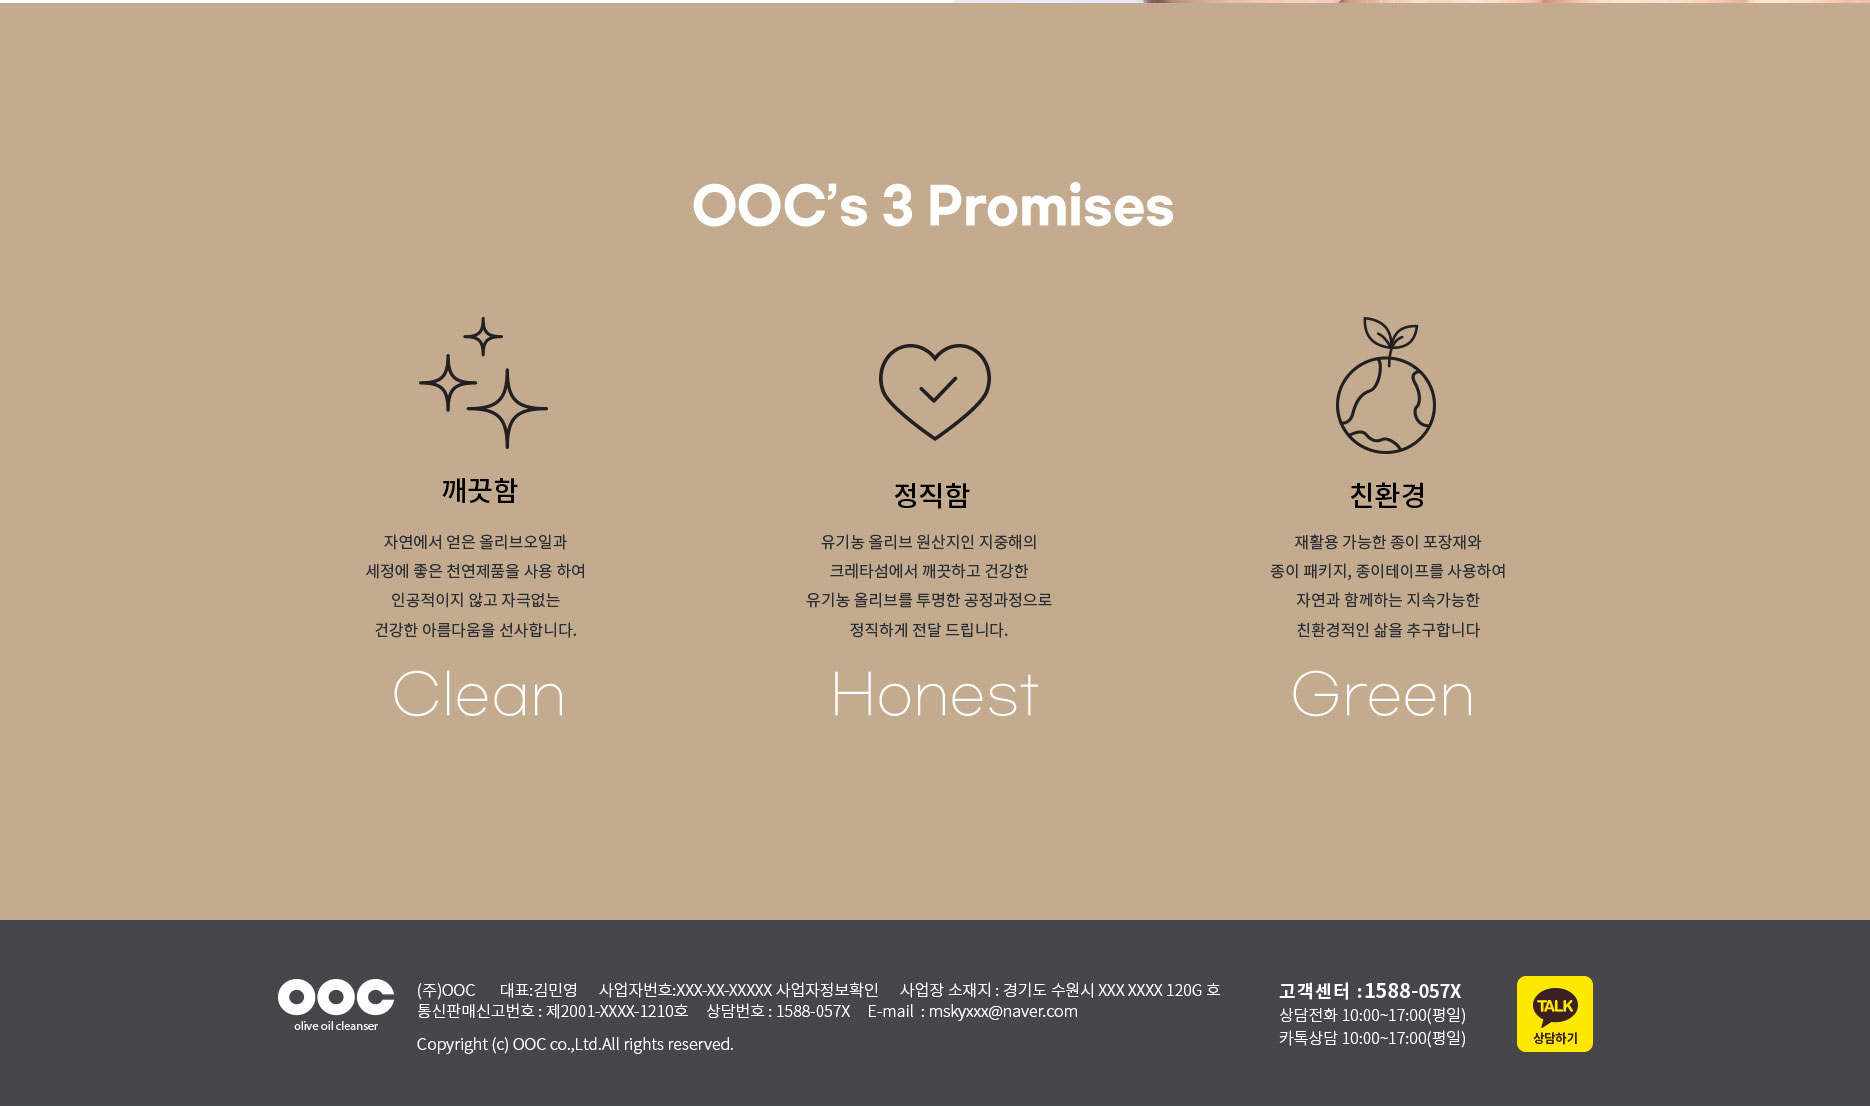 OOC’s 3 Promises
깨끗함
자연에서 얻은 올리브오일과
세정에 좋은 천연제품을 사용 하여
인공적이지 않고 자극없는
건강한 아름다움을 선사합니다.
Clean
정직함
유기농 올리브 원산지인 지중해의
크레타섬에서 깨끗하고 건강한
유기농 올리브를 투명한 공정과정으로
정직하게 전달 드립니다.
Honest
친환경
재활용 가능한 종이 포장재와
종이 패키지, 종이테이프를 사용하여
자연과 함께하는 지속가능한
친환경적인 삶을 추구합니다
Green
OOC
olive oil cleanser
(주)OOC 대표:김민영 사업자번호:XXX-XX-XXXXX 사업자정보확인 사업장 소재지 : 경기도 수원시 XXX XXXX 120G 호
통신판매신고번호 : 제2001-XXXX-1210호 상담번호 : 1588-057X E-mail : mskyxxx@naver.com
Copyright (c) OOC co.,Ltd.All rights reserved.
고객센터 :1588-057X
상담전화 10:00~17:00(평일)
카톡상담 10:00~17:00(평일)
TALK
상담하기